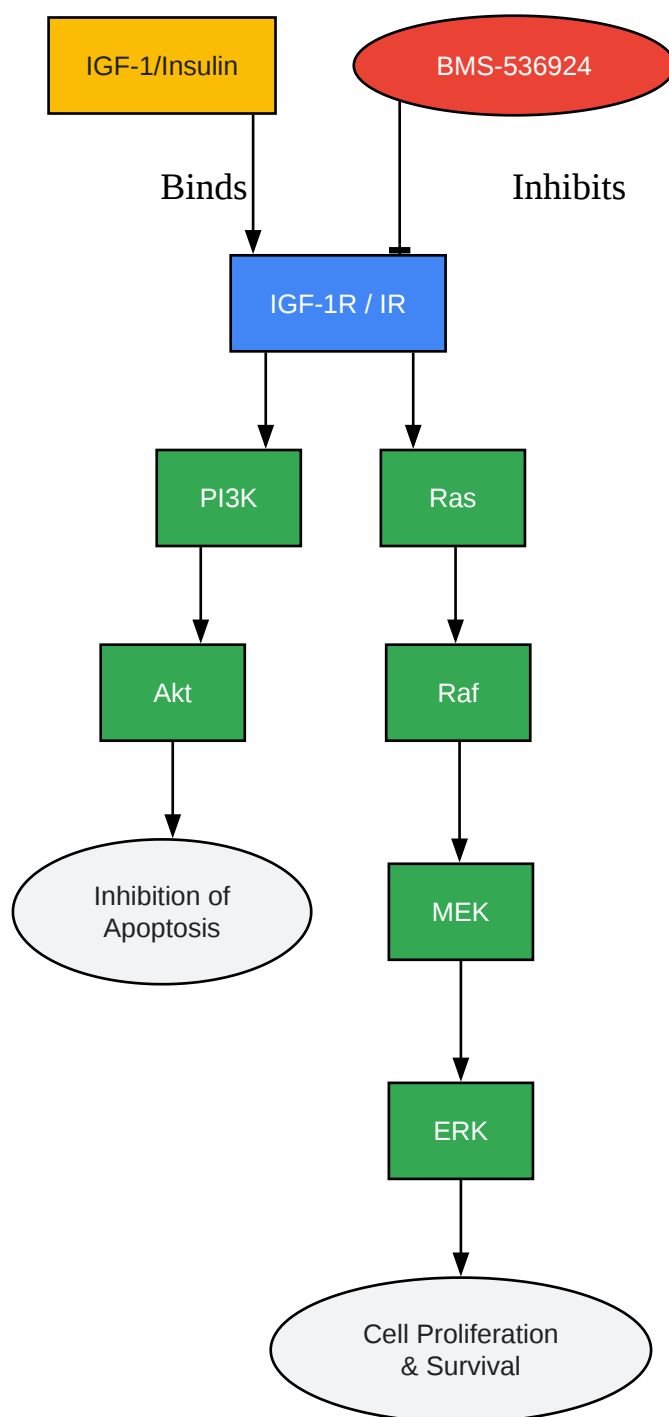 IGF-1/Insulin
BMS-536924
Binds
Inhibits
IGF-1R / IR
PI3K
Ras
Akt
Raf
Inhibition of
Apoptosis
MEK
ERK
Cell Proliferation
& Survival